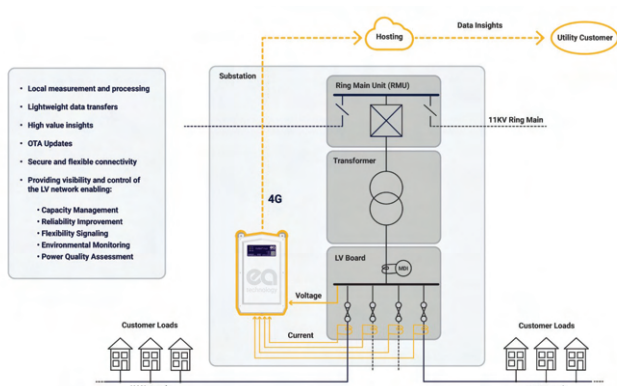 Data Insights
Hosting
Utility Customer
Substation
Ring Main Unit (RMU)
• Local measurement and processing
• Lightweight data transfers
• High value insights
• OTA Updates
• Secure and flexible connectivity
• Providing visibility and control of
the LV network enabling:
• Capacity Management
• Reliability Improvement
• Flexibility Signaling
• Environmental Monitoring
• Power Quality Assessment
11KV Ring Main
Transformer
4G
LV Board
MDI
ea
technology
Voltage
Current
Customer Loads
Customer Loads